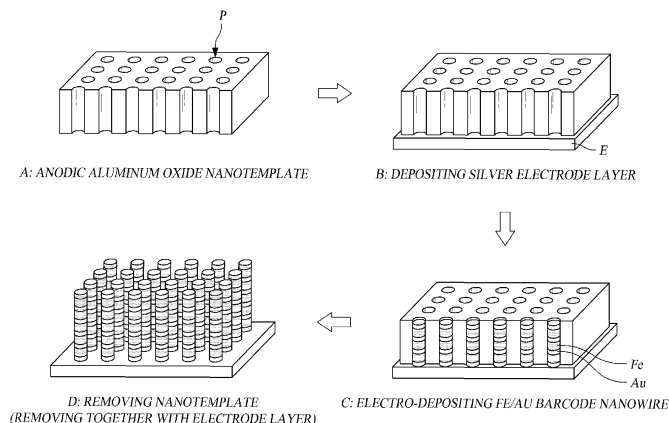 P
E
A: ANODIC ALUMINUM OXIDE NANOTEMPLATE
B: DEPOSITING SILVER ELECTRODE LAYER
Fe
Au
D: REMOVING NANOTEMPLATE
(REMOVING TOGETHER WITH ELECTRODE LAYER)
C: ELECTRO-DEPOSITING FE/AU BARCODE NANOWIRE